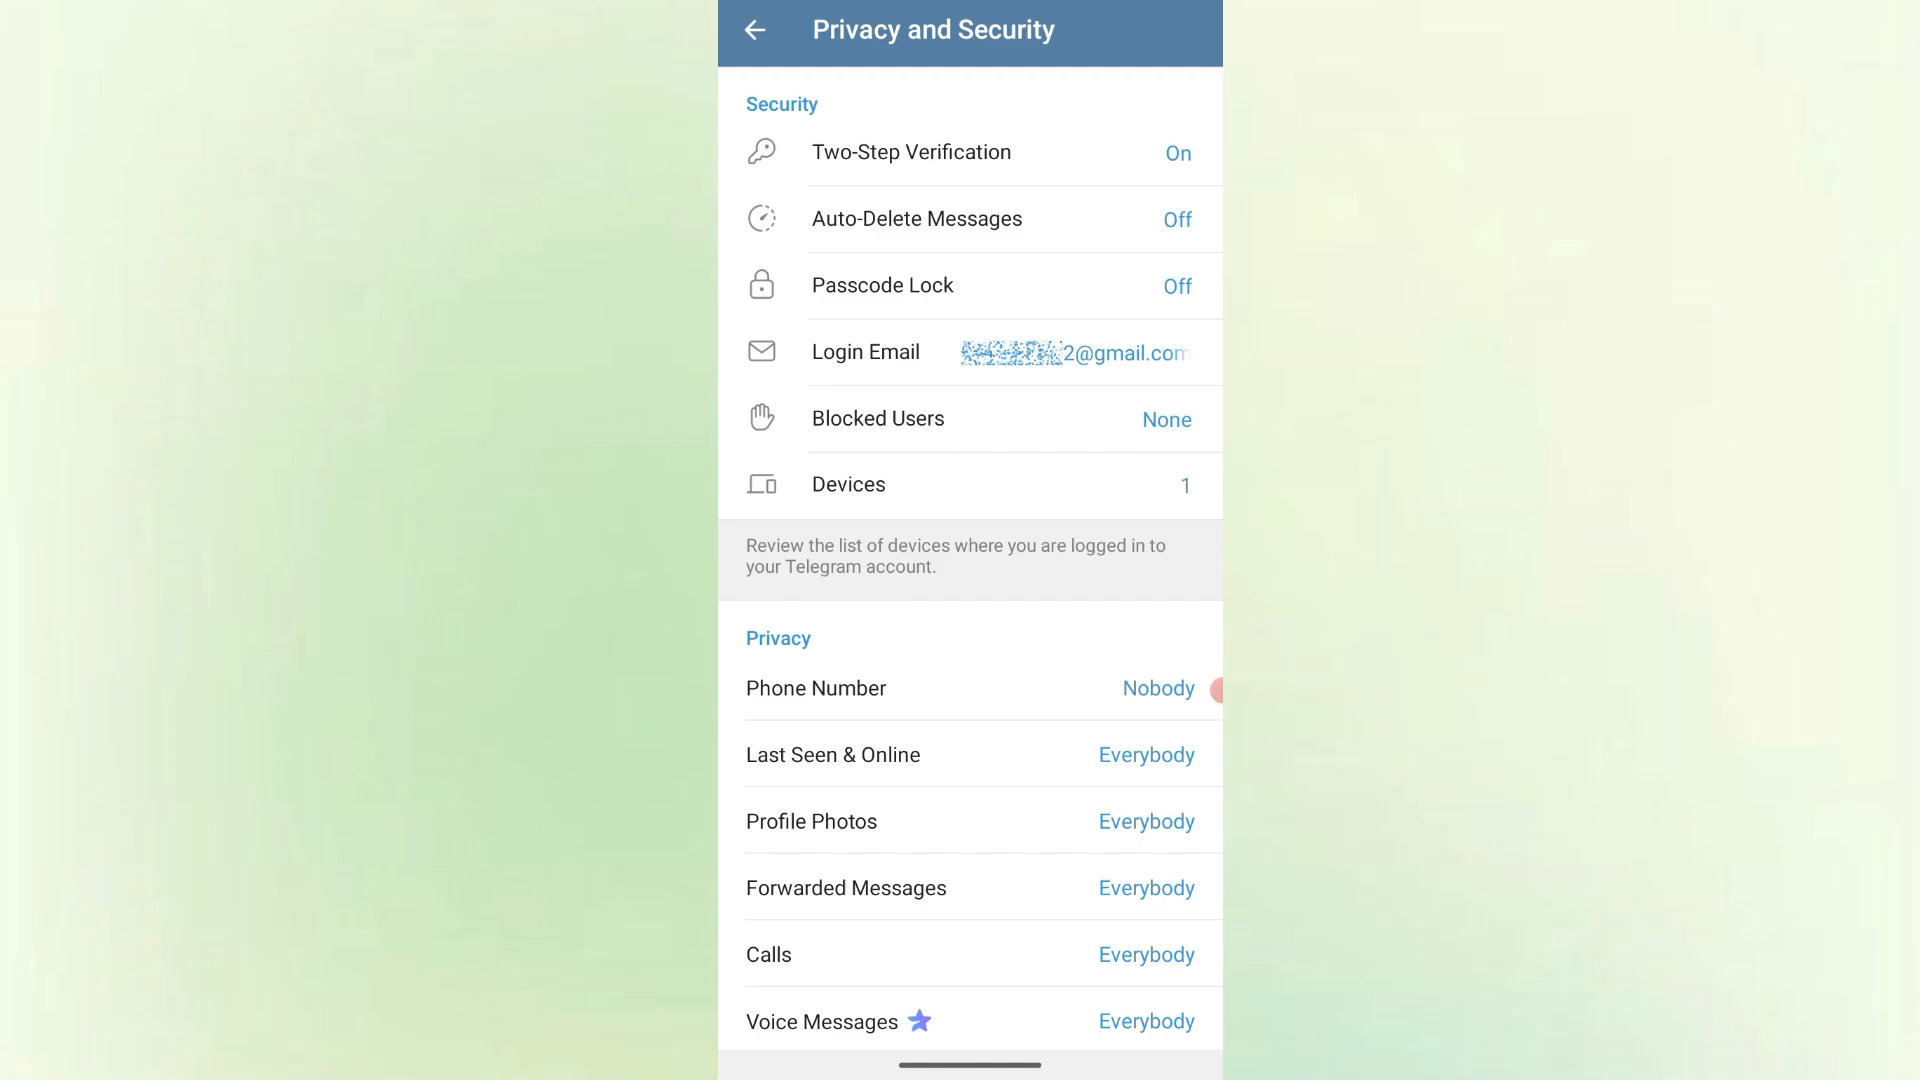 Privacy and Security
Security
Two-Step Verification On
Auto-Delete Messages Off
Passcode Lock Off
Login Email 2@gmail.com
Blocked Users None
Devices 1
Review the list of devices where you are logged in to
your Telegram account.
Privacy
Phone Number Nobody
Last Seen & Online Everybody
Profile Photos Everybody
Forwarded Messages Everybody
Calls Everybody
Voice Messages Everybody